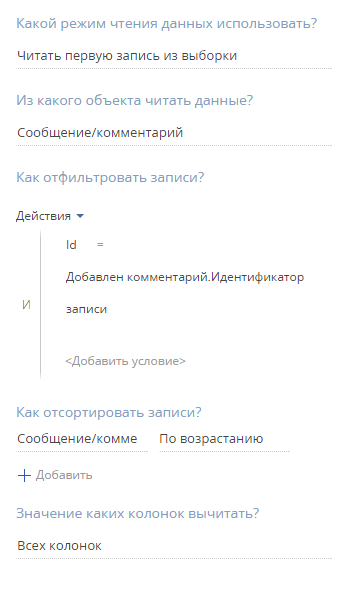 Какой режим чтения данных использовать?
Читать первую запись из выборки
Из какого объекта читать данные?
Сообщение/комментарий
Как отфильтровать записи?
Действия
Id =
Добавлен комментарий.Идентификатор
И
записи
<Добавить условие>
Как отсортировать записи?
Сообщение/комме По возрастанию
Добавить
Значение каких колонок вычитать?
Всех колонок